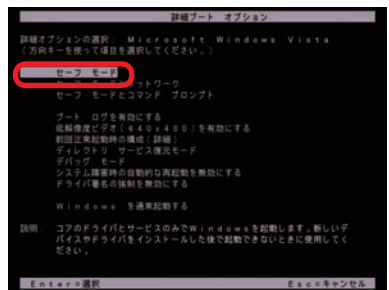 詳細ブート オプション
詳細オプションの選択: Microsoft Windows Vista
(方向キーを使って項目を選択してください。)
セーフ モード
セーフ モードとネットワーク
セーフ モードとコマンド プロンプト
ブート ログを有効にする
低解像度ビデオ(640x480)を有効にする
前回正常起動時の構成(詳細)
ディレクトリ サービス復元モード
デバッグ モード
システム障害時の自動的な再起動を無効にする
ドライバ署名の強制を無効にする
Windows を通常起動する
説明: コアのドライバとサービスのみでWindowsを起動します。新しいデ
バイスやドライバをインストールした後で起動できないときに使用してく
ださい。
Enter=選択 Esc=キャンセル